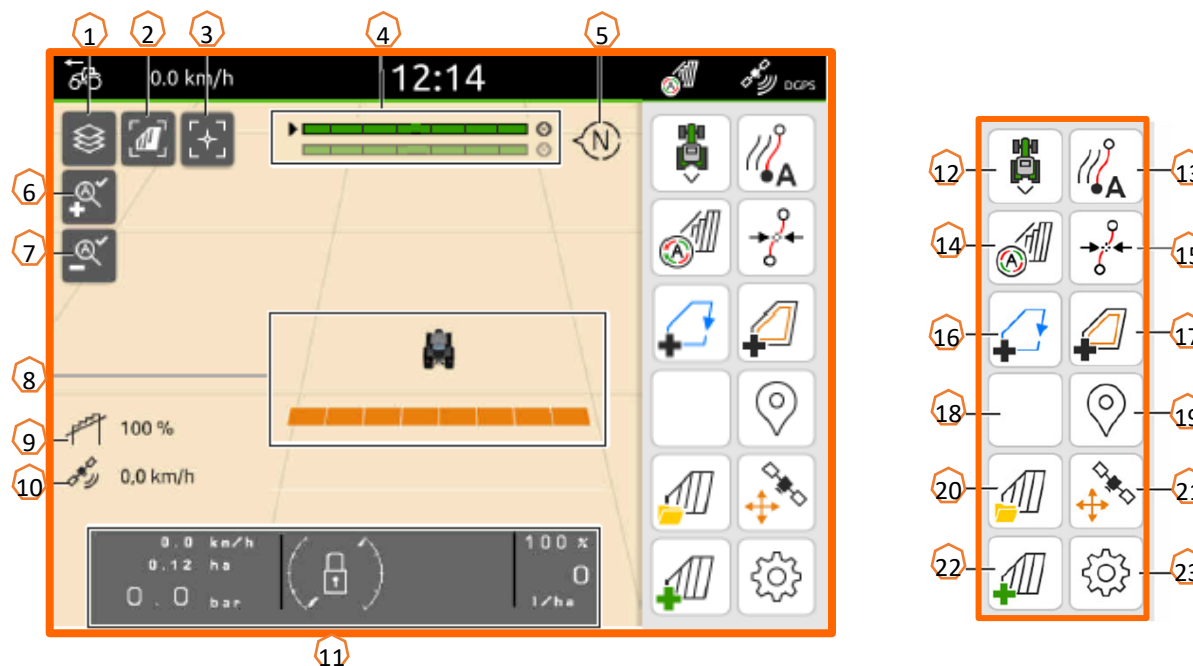 1 2 3 4 5
0.0 km/h 12:14 DGPS
N
A
6 A
7 A
A
8
9 100 %
10 0,0 km/h
0.0 km/h 100 %
0.12 ha 0
0.0 bar l/ha
11
12 13
A
14 A 15
16 17
18 19
20 21
22 23